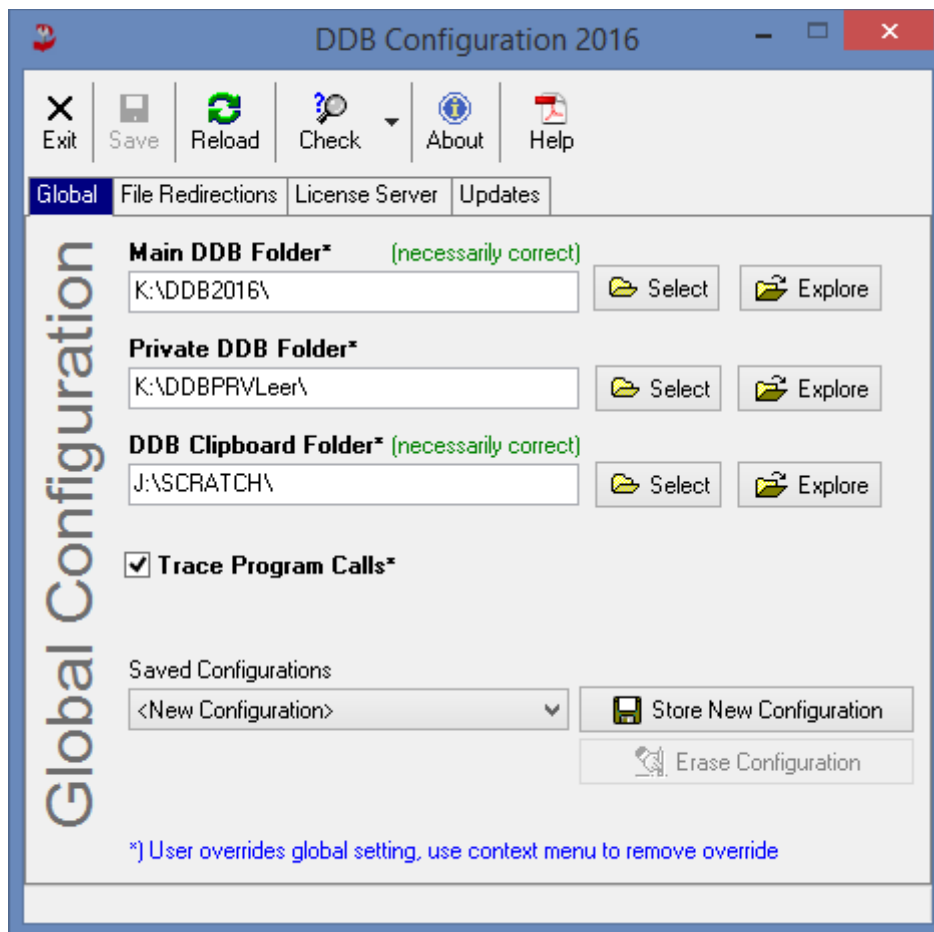 DDB Configuration 2016
Exit Save Reload Check About Help
Global File Redirections License Server Updates
Global Configuration
Main DDB Folder* (necessarily correct)
K:\DDB2016\ Select Explore
Private DDB Folder*
K:\DDBPRVLeer\ Select Explore
DDB Clipboard Folder* (necessarily correct)
J:\SCRATCH\ Select Explore
Trace Program Calls*
Saved Configurations
<New Configuration> Store New Configuration
Erase Configuration
*) User overrides global setting, use context menu to remove override